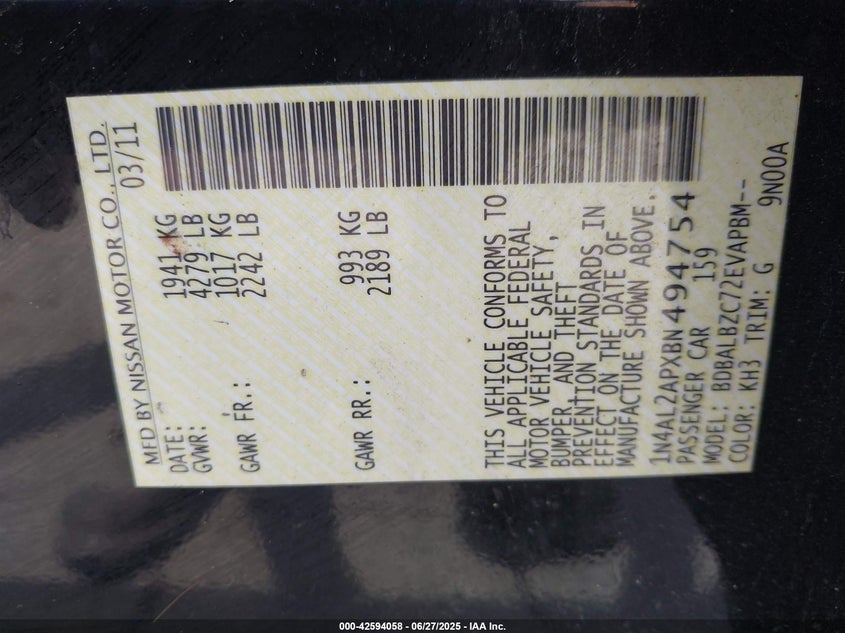 MFD BY NISSAN MOTOR CO., LTD.
DATE: 03/11
GVWR: 1941 KG
4279 LB
GAWR FR.: 1017 KG
2242 LB
GAWR RR.: 993 KG
2189 LB
THIS VEHICLE CONFORMS TO
ALL APPLICABLE FEDERAL
MOTOR VEHICLE SAFETY,
BUMPER, AND THEFT
PREVENTION STANDARDS IN
EFFECT ON THE DATE OF
MANUFACTURE SHOWN ABOVE.
1N4AL2APXBN494754
PASSENGER CAR 159
MODEL: BDBALBZC72EVAPBM--
COLOR: KH3 TRIM: G 9N00A
000-42594058 - 06/27/2025 - IAA Inc.